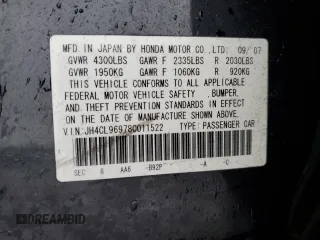 MFD. IN JAPAN BY HONDA MOTOR CO.,LTD. 09/07
GVWR 4300LBS GAWR F 2335LBS R 2030LBS
GVWR 1950KG GAWR F 1060KG R 920KG
THIS VEHICLE CONFORMS TO ALL APPLICABLE
FEDERAL MOTOR VEHICLE SAFETY, BUMPER,
AND THEFT PREVENTION STANDARDS IN EFFECT
ON THE DATE OF MANUFACTURE SHOWN ABOVE.
V.I.N:JH4CL969780011522 TYPE: PASSENGER CAR
SEC 8 AA6 -B92P -A -C
DREAMBID